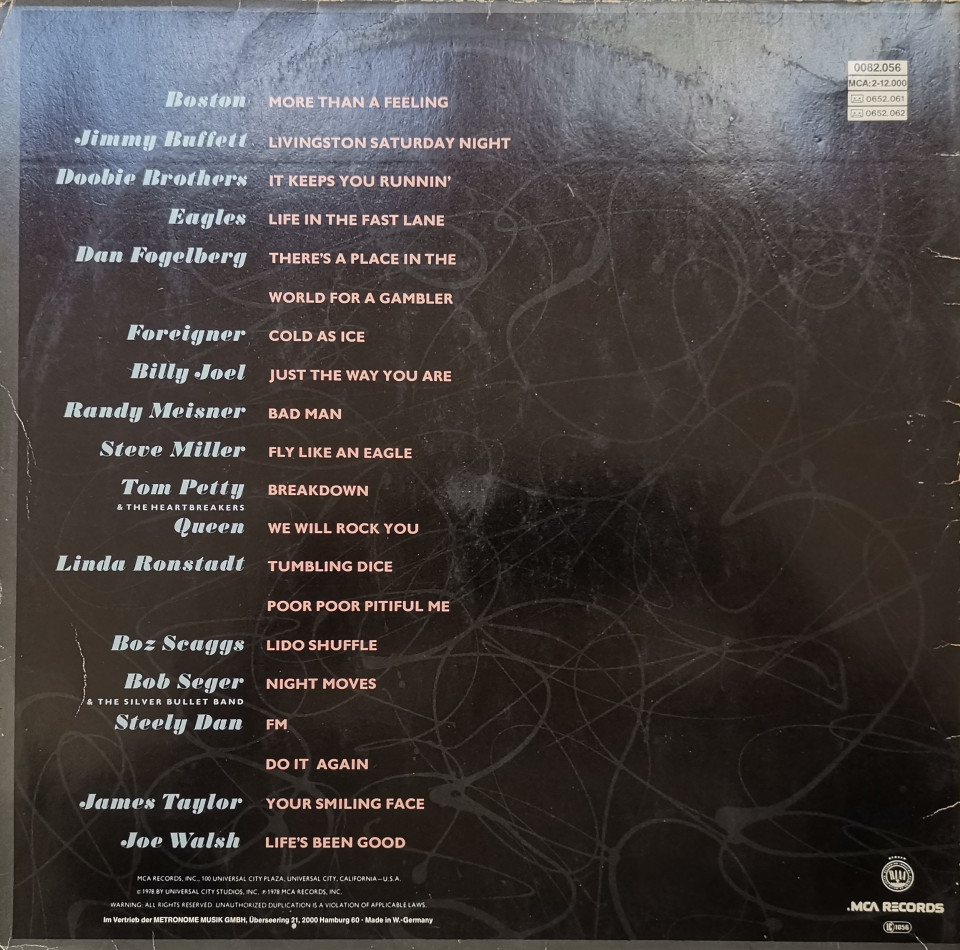 0082.056
MCA:2-12.000
0652.061
0652.062
Boston MORE THAN A FEELING
Jimmy Buffett LIVINGSTON SATURDAY NIGHT
Doobie Brothers IT KEEPS YOU RUNNIN'
Eagles LIFE IN THE FAST LANE
Dan Fogelberg THERE'S A PLACE IN THE
WORLD FOR A GAMBLER
Foreigner COLD AS ICE
Billy Joel JUST THE WAY YOU ARE
Randy Meisner BAD MAN
Steve Miller FLY LIKE AN EAGLE
Tom Petty BREAKDOWN
& THE HEARTBREAKERS
Queen WE WILL ROCK YOU
Linda Ronstadt TUMBLING DICE
POOR POOR PITIFUL ME
Boz Scaggs LIDO SHUFFLE
Bob Seger NIGHT MOVES
& THE SILVER BULLET BAND
Steely Dan FM
DO IT AGAIN
James Taylor YOUR SMILING FACE
Joe Walsh LIFE'S BEEN GOOD
MCA RECORDS, INC., 100 UNIVERSAL CITY PLAZA, UNIVERSAL CITY, CALIFORNIA—U.S.A.
© 1978 BY UNIVERSAL CITY STUDIOS, INC. ℗ 1978 MCA RECORDS, INC.
WARNING: ALL RIGHTS RESERVED. UNAUTHORIZED DUPLICATION IS A VIOLATION OF APPLICABLE LAWS.
Im Vertrieb der METRONOME MUSIK GMBH, Überseering 21, 2000 Hamburg 60 · Made in W.-Germany
MCA RECORDS
1056